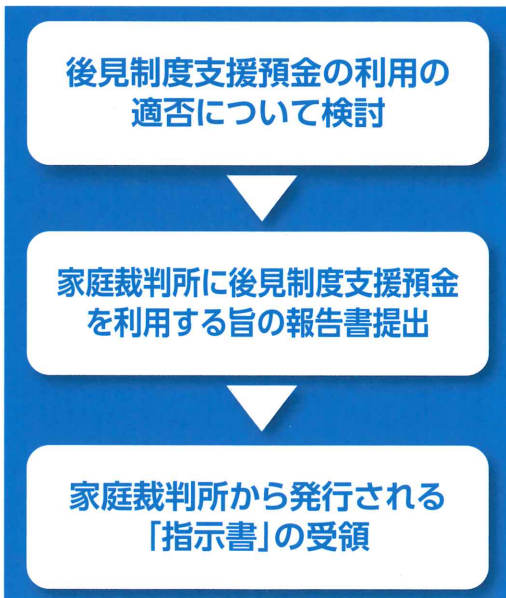 後見制度支援預金の利用の
適否について検討
家庭裁判所に後見制度支援預金
を利用する旨の報告書提出
家庭裁判所から発行される
「指示書」の受領